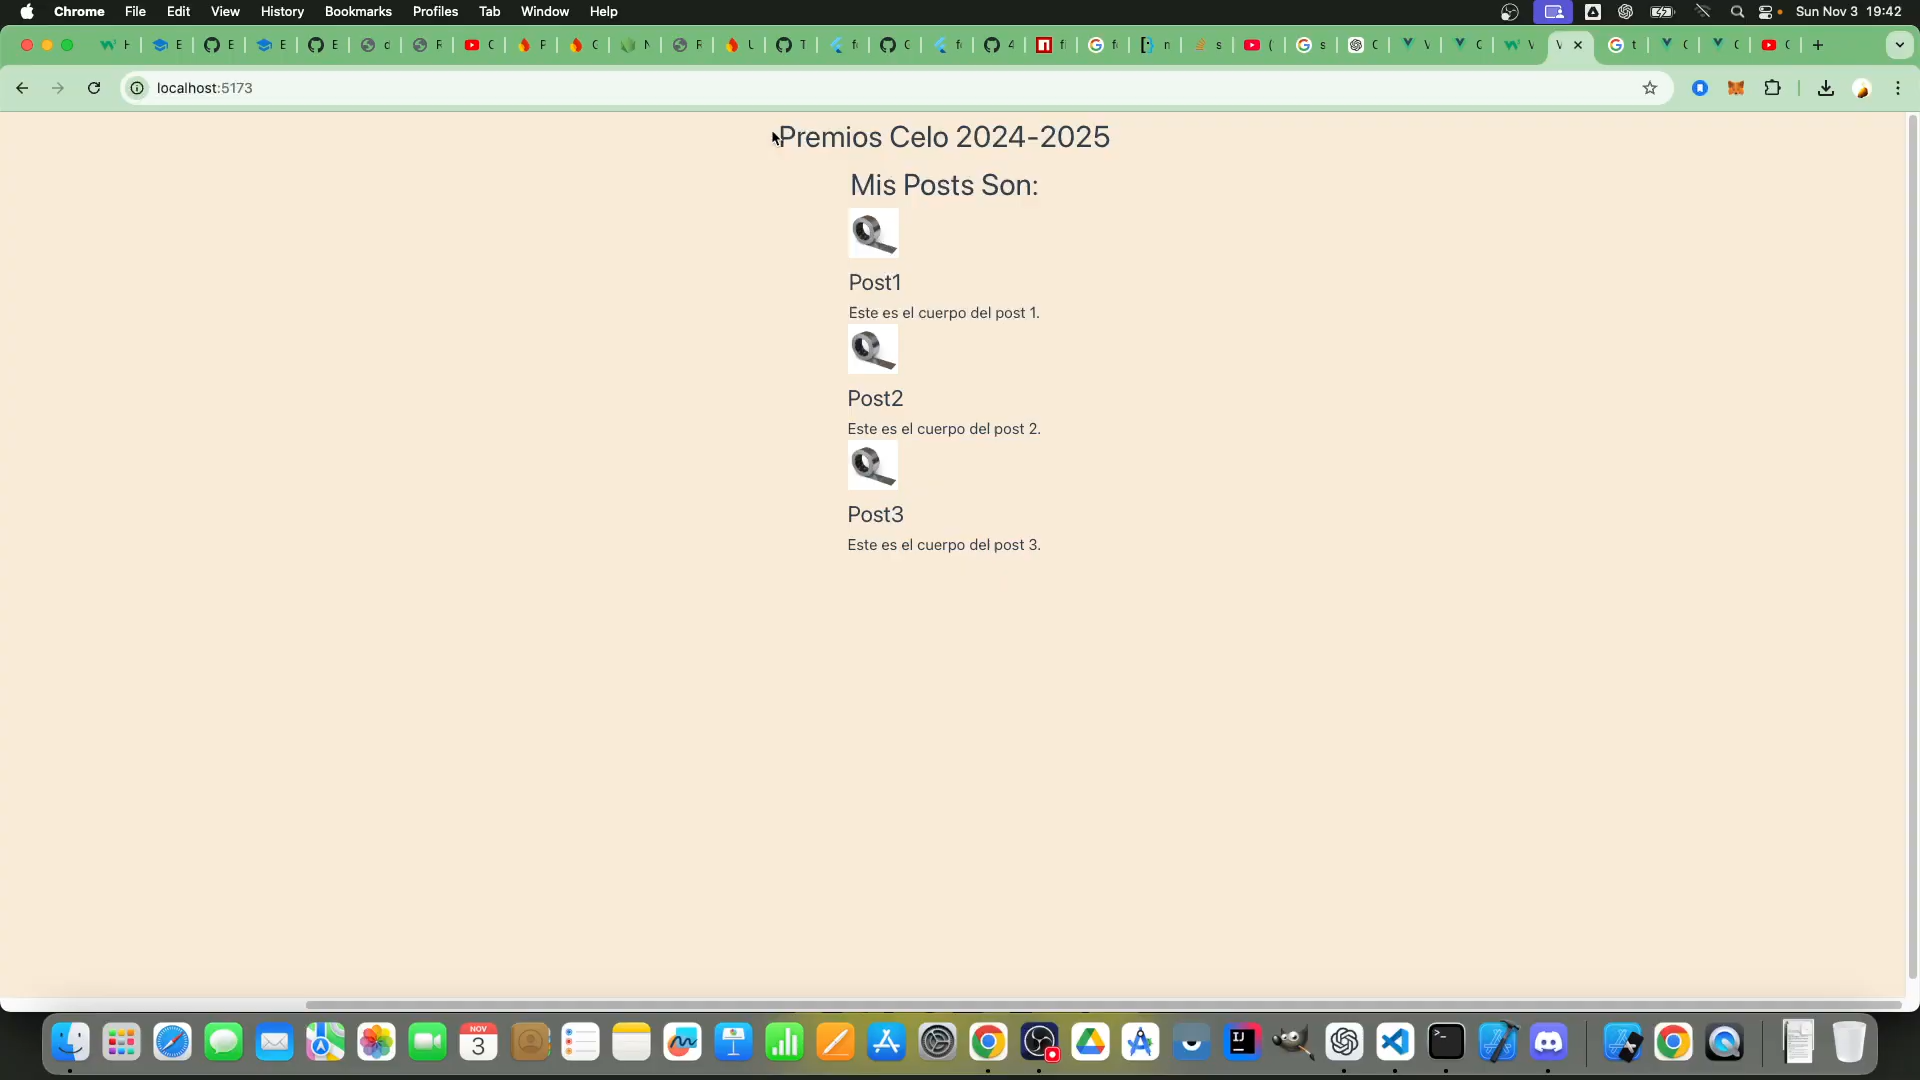 Chrome File Edit View History Bookmarks Profiles Tab Window Help Sun Nov 3 19:42
localhost:5173
Premios Celo 2024-2025
Mis Posts Son:
Post1
Este es el cuerpo del post 1.
Post2
Este es el cuerpo del post 2.
Post3
Este es el cuerpo del post 3.
NOV
3